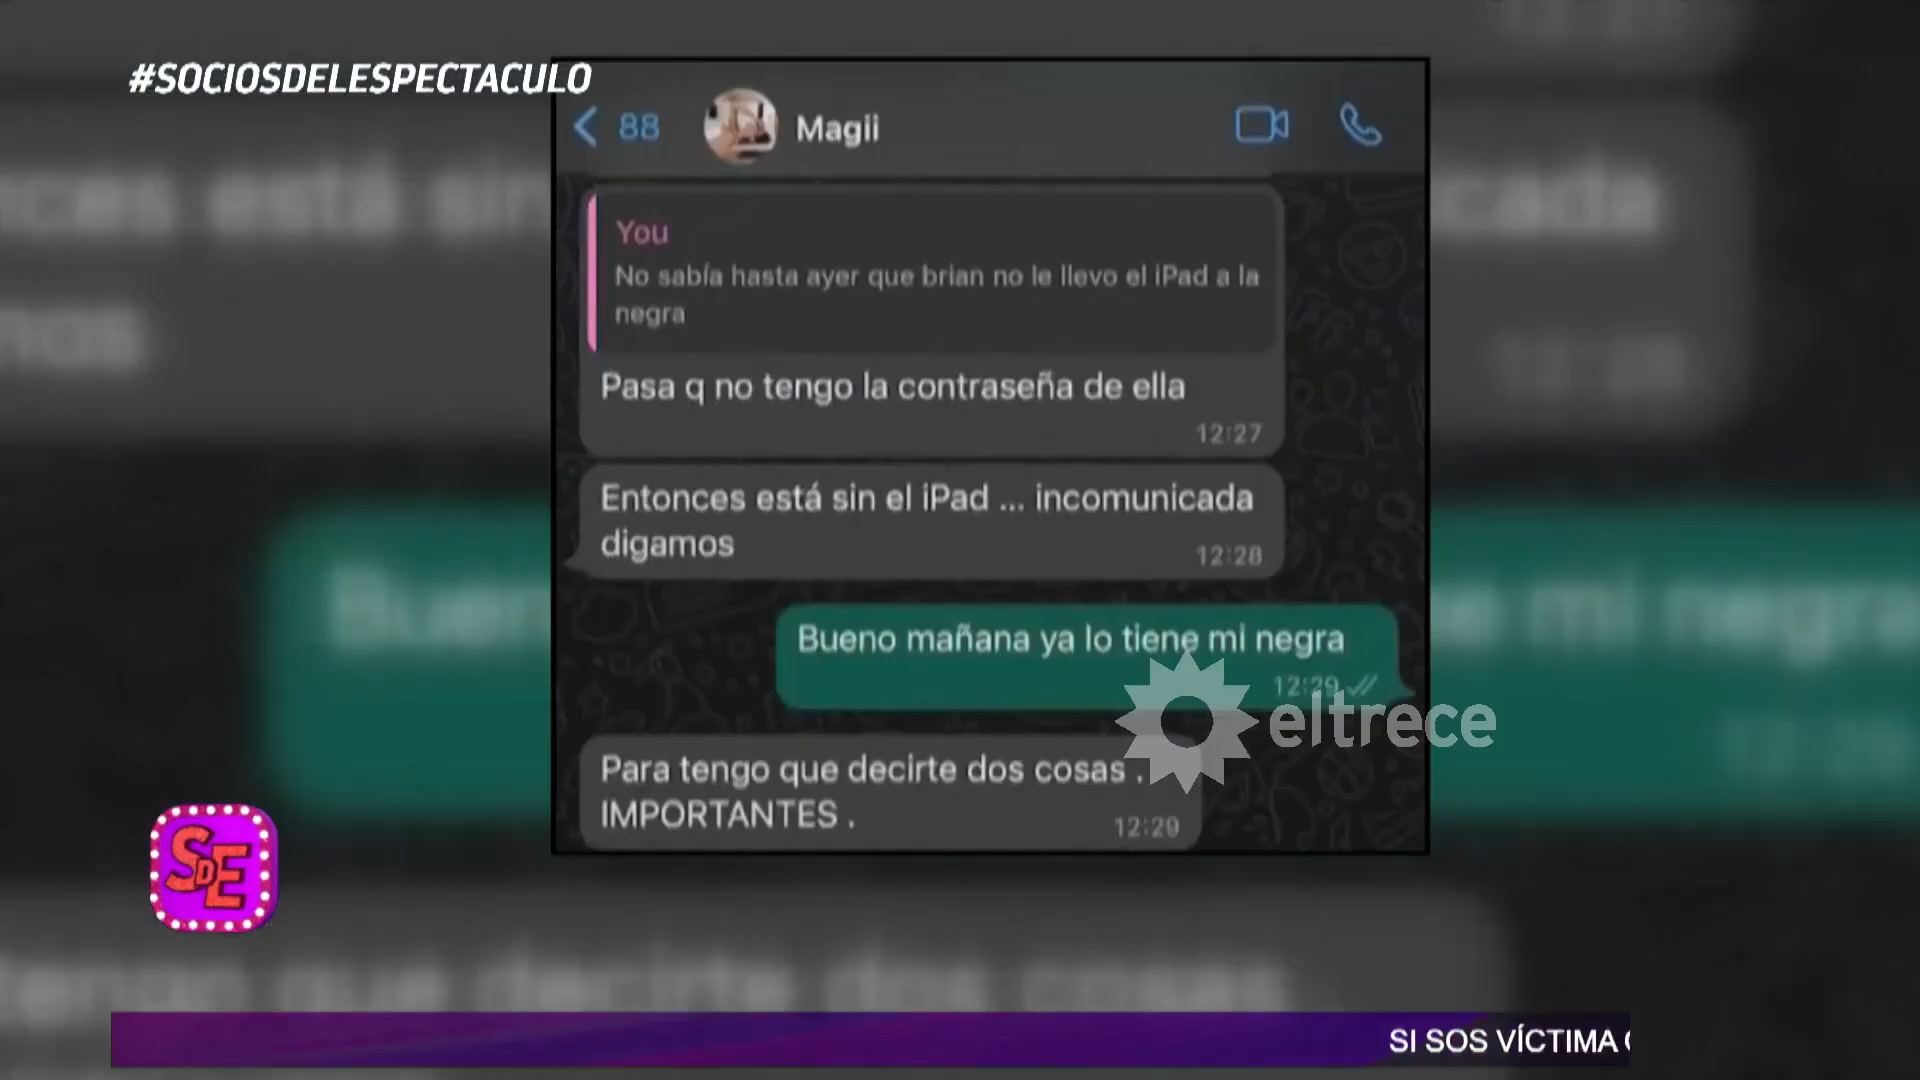 #SOCIOSDELESPECTACULO
88
Magii
You
No sabía hasta ayer que brian no le llevo el iPad a la
negra
Pasa q no tengo la contraseña de ella
12:27
Entonces está sin el iPad ... incomunicada
digamos
12:28
Bueno mañana ya lo tiene mi negra
12:29
eltrece
Para tengo que decirte dos cosas .
IMPORTANTES .
12:29
SDE
SI SOS VÍCTIMA